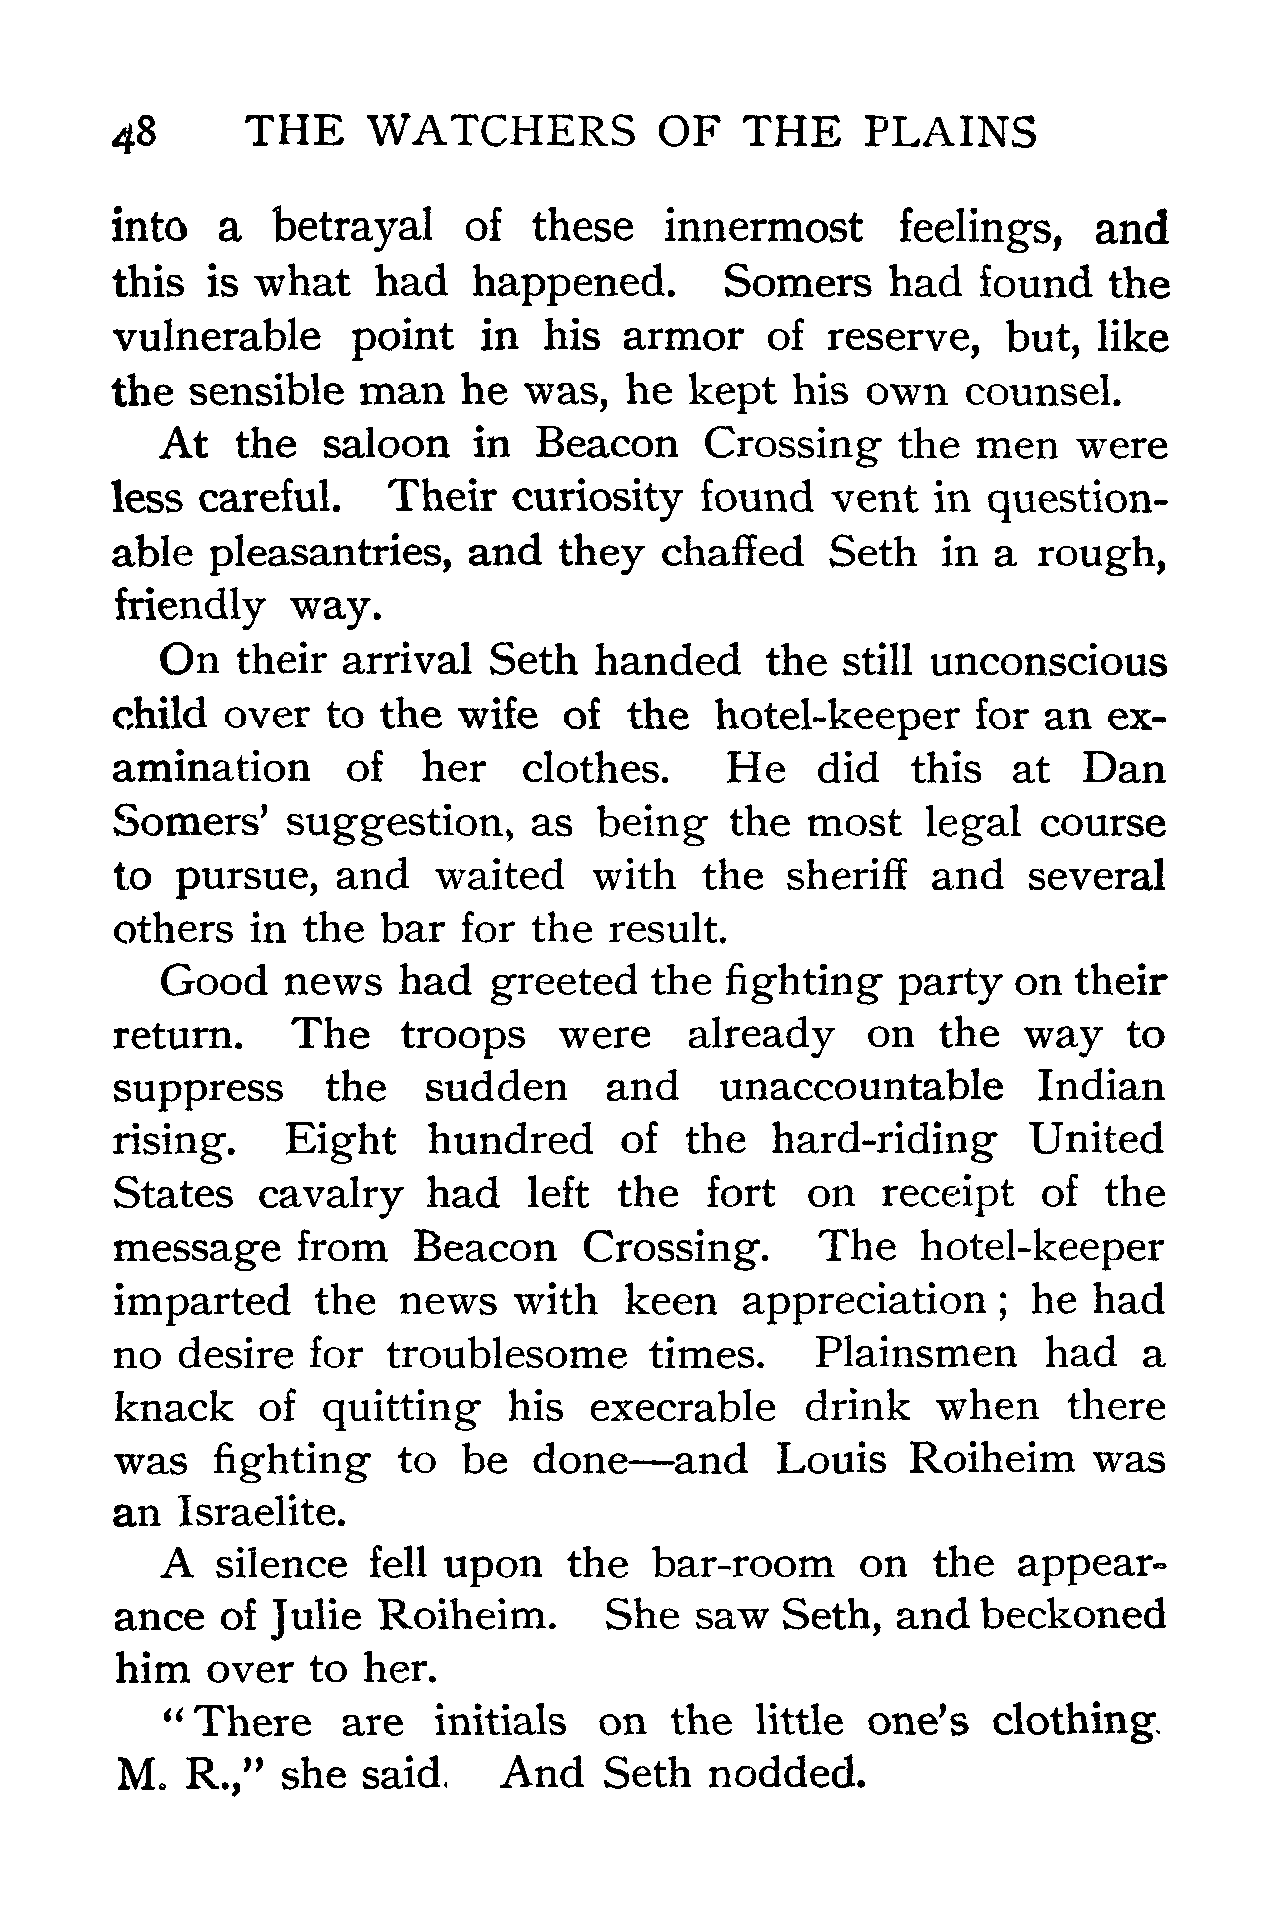 48 THE WATCHERS OF THE PLAINS
into a betrayal of these innermost feelings, and
this is what had happened. Somers had found the
vulnerable point in his armor of reserve, but, like
the sensible man he was, he kept his own counsel.
At the saloon in Beacon Crossing the men were
less careful. Their curiosity found vent in question-
able pleasantries, and they chaffed Seth in a rough,
friendly way.
On their arrival Seth handed the still unconscious
child over to the wife of the hotel-keeper for an ex-
amination of her clothes. He did this at Dan
Somers' suggestion, as being the most legal course
to pursue, and waited with the sheriff and several
others in the bar for the result.
Good news had greeted the fighting party on their
return. The troops were already on the way to
suppress the sudden and unaccountable Indian
rising. Eight hundred of the hard-riding United
States cavalry had left the fort on receipt of the
message from Beacon Crossing. The hotel-keeper
imparted the news with keen appreciation; he had
no desire for troublesome times. Plainsmen had a
knack of quitting his execrable drink when there
was fighting to be done—and Louis Roiheim was
an Israelite.
A silence fell upon the bar-room on the appear-
ance of Julie Roiheim. She saw Seth, and beckoned
him over to her.
"There are initials on the little one's clothing.
M. R.," she said. And Seth nodded.